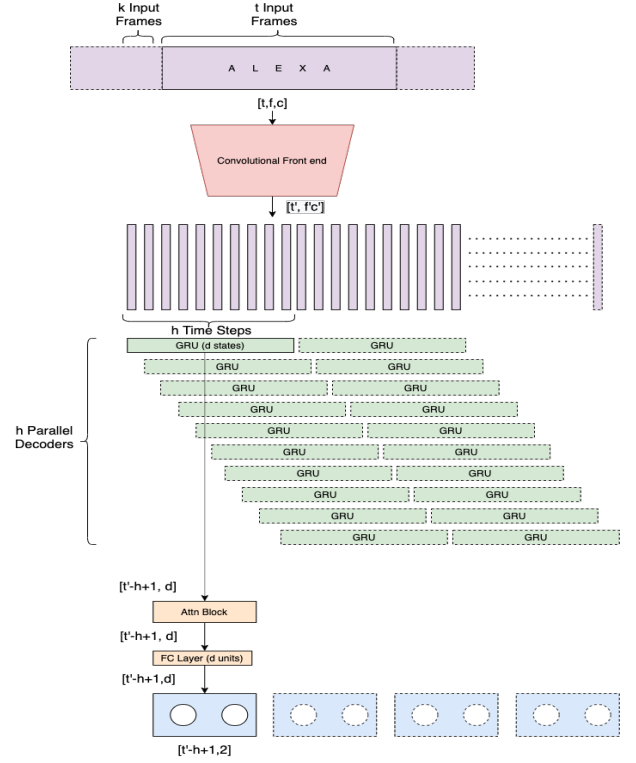 k Input
Frames
t Input
Frames
A L E X A
[t,f,c]
Convolutional Front end
[t', f'c']
h Time Steps
GRU (d states)
GRU
GRU
GRU
GRU
GRU
GRU
GRU
h Parallel
Decoders
GRU
GRU
GRU
GRU
GRU
GRU
GRU
GRU
GRU
GRU
GRU
GRU
[t'-h+1, d]
Attn Block
[t'-h+1, d]
FC Layer (d units)
[t'-h+1,d]
[t'-h+1,2]